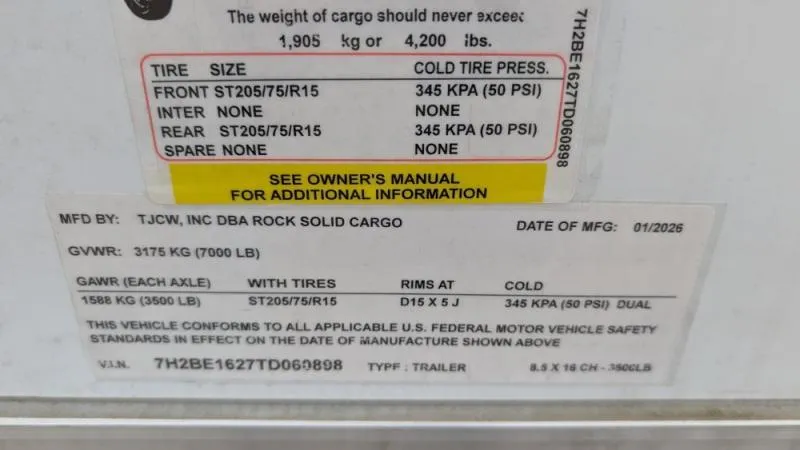 The weight of cargo should never exceed
1,905 kg or 4,200 lbs.
TIRE SIZE COLD TIRE PRESS.
FRONT ST205/75/R15 345 KPA (50 PSI)
INTER NONE NONE
REAR ST205/75/R15 345 KPA (50 PSI)
SPARE NONE NONE
7H2BE1627TD060898
SEE OWNER'S MANUAL
FOR ADDITIONAL INFORMATION
MFD BY: TJCW, INC DBA ROCK SOLID CARGO DATE OF MFG: 01/2026
GVWR: 3175 KG (7000 LB)
GAWR (EACH AXLE) WITH TIRES RIMS AT COLD
1588 KG (3500 LB) ST205/75/R15 D15 X 5 J 345 KPA (50 PSI) DUAL
THIS VEHICLE CONFORMS TO ALL APPLICABLE U.S. FEDERAL MOTOR VEHICLE SAFETY
STANDARDS IN EFFECT ON THE DATE OF MANUFACTURE SHOWN ABOVE
V.I.N. 7H2BE1627TD060898 TYPE: TRAILER 8.5 X 16 CH - 3500LB